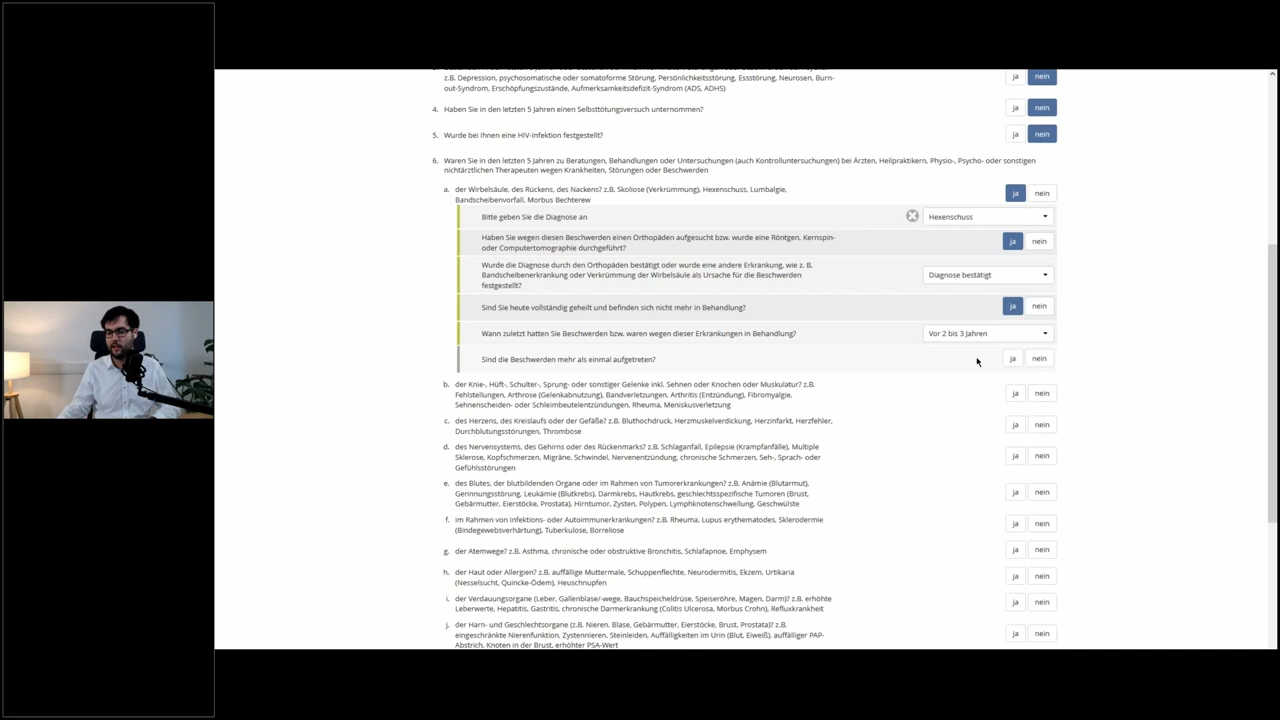 z.B. Depression, psychosomatische oder somatoforme Störung, Persönlichkeitsstörung, Essstörung, Neurosen, Burn-
out-Syndrom, Erschöpfungszustände, Aufmerksamkeitsdefizit-Syndrom (ADS, ADHS)
ja nein
4. Haben Sie in den letzten 5 Jahren einen Selbsttötungsversuch unternommen?
ja nein
5. Wurde bei Ihnen eine HIV-Infektion festgestellt?
ja nein
6. Waren Sie in den letzten 5 Jahren zu Beratungen, Behandlungen oder Untersuchungen (auch Kontrolluntersuchungen) bei Ärzten, Heilpraktikern, Physio-, Psycho- oder sonstigen
nichtärztlichen Therapeuten wegen Krankheiten, Störungen oder Beschwerden
a. der Wirbelsäule, des Rückens, des Nackens? z.B. Skoliose (Verkrümmung), Hexenschuss, Lumbalgie,
Bandscheibenvorfall, Morbus Bechterew
ja nein
Bitte geben Sie die Diagnose an
Hexenschuss
Haben Sie wegen diesen Beschwerden einen Orthopäden aufgesucht bzw. wurde eine Röntgen, Kernspin-
oder Computertomographie durchgeführt?
ja nein
Wurde die Diagnose durch den Orthopäden bestätigt oder wurde eine andere Erkrankung, wie z. B.
Bandscheibenerkrankung oder Verkrümmung der Wirbelsäule als Ursache für die Beschwerden
festgestellt?
Diagnose bestätigt
Sind Sie heute vollständig geheilt und befinden sich nicht mehr in Behandlung?
ja nein
Wann zuletzt hatten Sie Beschwerden bzw. waren wegen dieser Erkrankungen in Behandlung?
Vor 2 bis 3 Jahren
Sind die Beschwerden mehr als einmal aufgetreten?
ja nein
b. der Knie-, Hüft-, Schulter-, Sprung- oder sonstiger Gelenke inkl. Sehnen oder Knochen oder Muskulatur? z.B.
Fehlstellungen, Arthrose (Gelenkabnutzung), Bandverletzungen, Arthritis (Entzündung), Fibromyalgie,
Sehnenscheiden- oder Schleimbeutelentzündungen, Rheuma, Meniskusverletzung
ja nein
c. des Herzens, des Kreislaufs oder der Gefäße? z.B. Bluthochdruck, Herzmuskelverdickung, Herzinfarkt, Herzfehler,
Durchblutungsstörungen, Thrombose
ja nein
d. des Nervensystems, des Gehirns oder des Rückenmarks? z.B. Schlaganfall, Epilepsie (Krampfanfälle), Multiple
Sklerose, Kopfschmerzen, Migräne, Schwindel, Nervenentzündung, chronische Schmerzen, Seh-, Sprach- oder
Gefühlsstörungen
ja nein
e. des Blutes, der blutbildenden Organe oder im Rahmen von Tumorerkrankungen? z.B. Anämie (Blutarmut),
Gerinnungsstörung, Leukämie (Blutkrebs), Darmkrebs, Hautkrebs, geschlechtsspezifische Tumoren (Brust,
Gebärmutter, Eierstöcke, Prostata), Hirntumor, Zysten, Polypen, Lymphknotenschwellung, Geschwülste
ja nein
f. im Rahmen von Infektions- oder Autoimmunerkrankungen? z.B. Rheuma, Lupus erythematodes, Sklerodermie
(Bindegewebsverhärtung), Tuberkulose, Borreliose
ja nein
g. der Atemwege? z.B. Asthma, chronische oder obstruktive Bronchitis, Schlafapnoe, Emphysem
ja nein
h. der Haut oder Allergien? z.B. auffällige Muttermale, Schuppenflechte, Neurodermitis, Ekzem, Urtikaria
(Nesselsucht, Quincke-Ödem), Heuschnupfen
ja nein
i. der Verdauungsorgane (Leber, Gallenblase/-wege, Bauchspeicheldrüse, Speiseröhre, Magen, Darm)? z.B. erhöhte
Leberwerte, Hepatitis, Gastritis, chronische Darmerkrankung (Colitis Ulcerosa, Morbus Crohn), Refluxkrankheit
ja nein
j. der Harn- und Geschlechtsorgane (z.B. Nieren, Blase, Gebärmutter, Eierstöcke, Brust, Prostata)? z.B.
eingeschränkte Nierenfunktion, Zystennieren, Steinleiden, Auffälligkeiten im Urin (Blut, Eiweiß), auffälliger PAP-
Abstrich, Knoten in der Brust, erhöhter PSA-Wert
ja nein